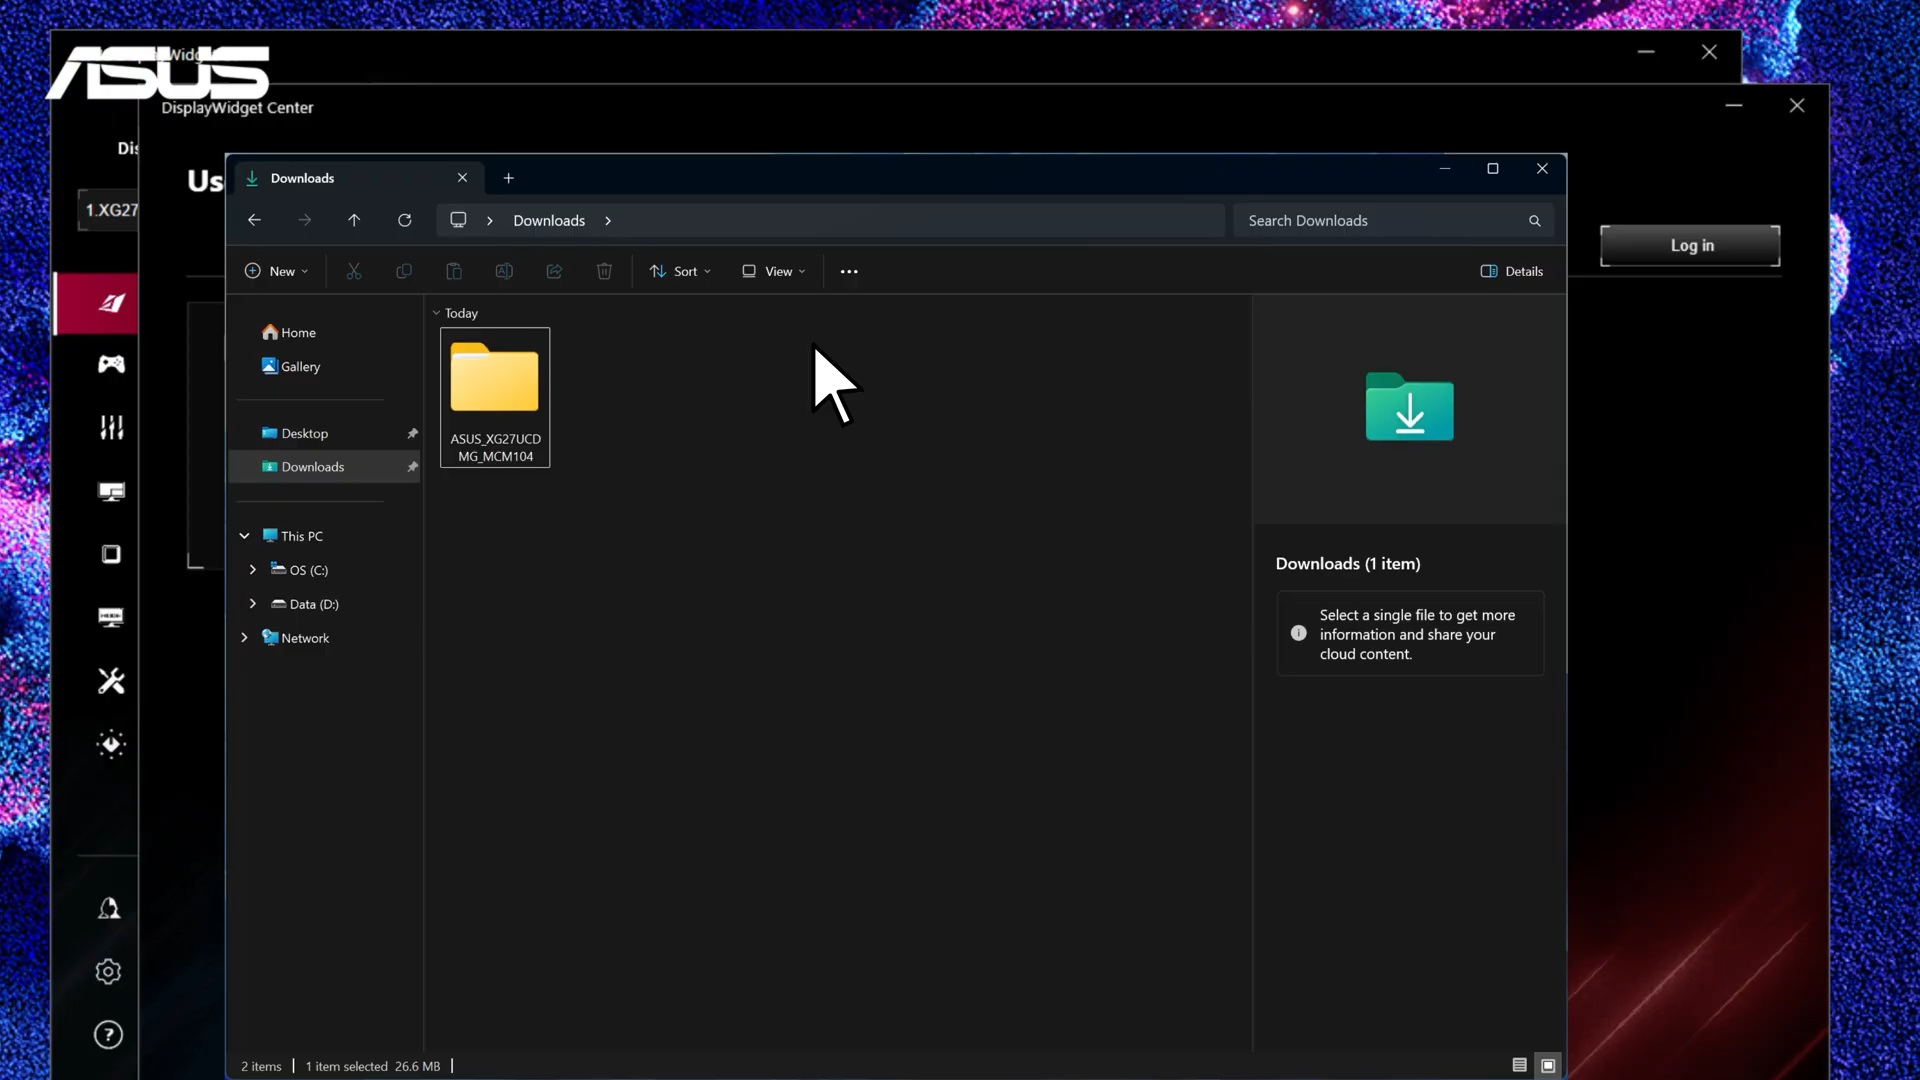 ASUS
DisplayWidget Center
Dis
Us
1.XG27
Log in
Downloads
Downloads
Search Downloads
New
Sort
View
Details
Home
Gallery
Desktop
Downloads
This PC
OS (C:)
Data (D:)
Network
Today
ASUS_XG27UCD
MG_MCM104
Downloads (1 item)
Select a single file to get more
information and share your
cloud content.
2 items
1 item selected 26.6 MB